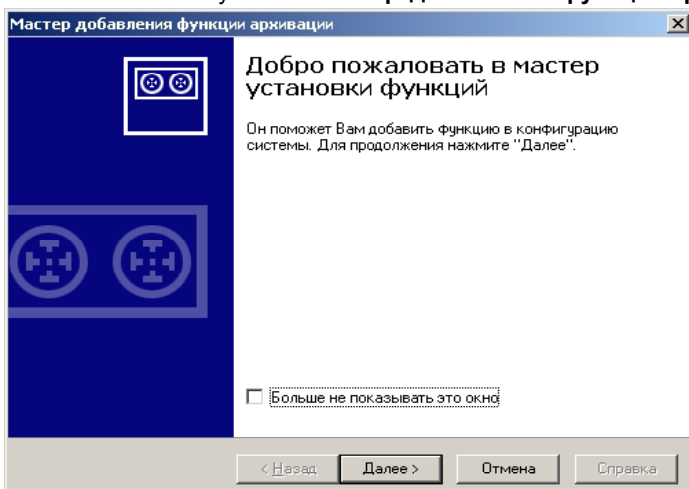 Мастер добавления функции архивации
Добро пожаловать в мастер
установки функций
Он поможет Вам добавить функцию в конфигурацию
системы. Для продолжения нажмите "Далее".
Больше не показывать это окно
< Назад Далее > Отмена Справка